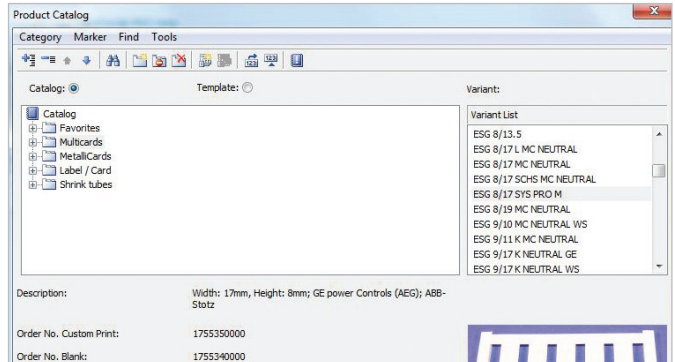 Product Catalog
Category Marker Find Tools
Catalog: Template: Variant:
Catalog
Favorites
Multicards
MetalliCards
Label / Card
Shrink tubes
Variant List
ESG 8/13.5
ESG 8/17 L MC NEUTRAL
ESG 8/17 MC NEUTRAL
ESG 8/17 SCHS MC NEUTRAL
ESG 8/17 SYS PRO M
ESG 8/19 MC NEUTRAL
ESG 9/10 MC NEUTRAL WS
ESG 9/11 K MC NEUTRAL
ESG 9/17 K NEUTRAL GE
ESG 9/17 K NEUTRAL WS
Description: Width: 17mm, Height: 8mm; GE power Controls (AEG); ABB-
Stotz
Order No. Custom Print: 1755350000
Order No. Blank: 1755340000